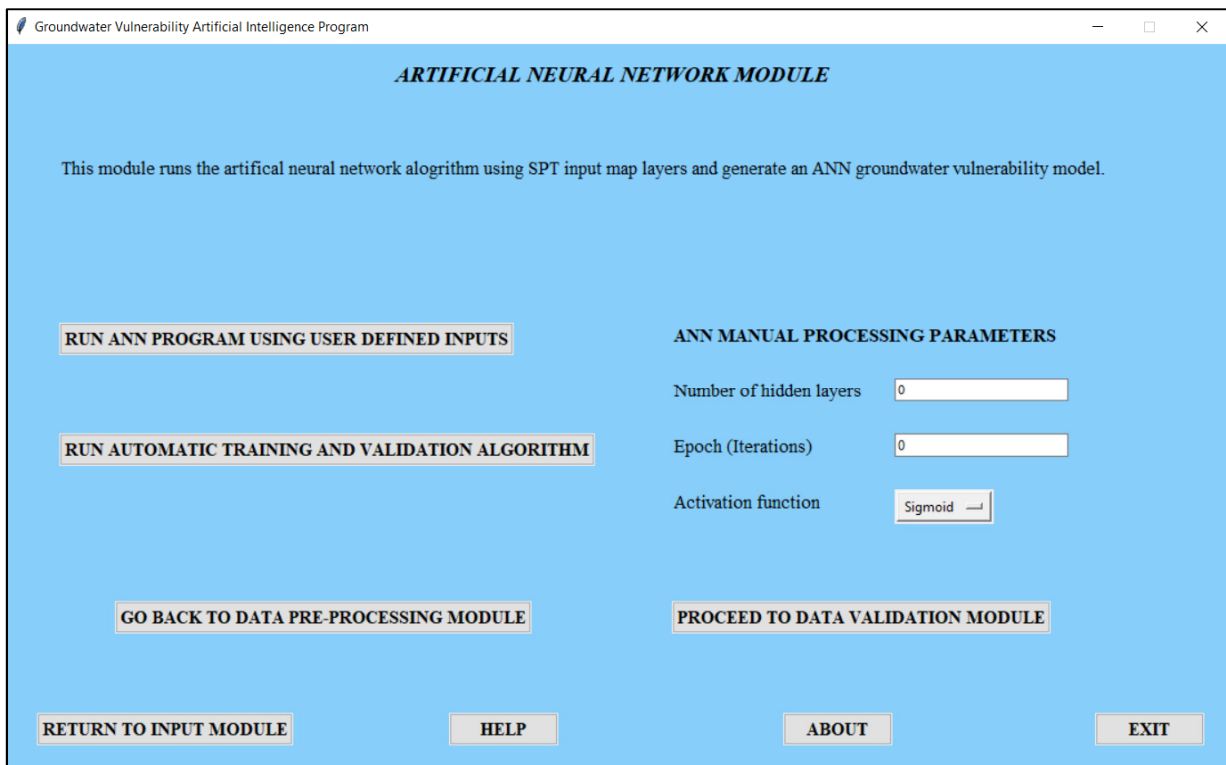 Groundwater Vulnerability Artificial Intelligence Program
ARTIFICIAL NEURAL NETWORK MODULE
This module runs the artifical neural network alogrithm using SPT input map layers and generate an ANN groundwater vulnerability model.
RUN ANN PROGRAM USING USER DEFINED INPUTS
ANN MANUAL PROCESSING PARAMETERS
Number of hidden layers 0
RUN AUTOMATIC TRAINING AND VALIDATION ALGORITHM
Epoch (Iterations) 0
Activation function Sigmoid
GO BACK TO DATA PRE-PROCESSING MODULE
PROCEED TO DATA VALIDATION MODULE
RETURN TO INPUT MODULE
HELP
ABOUT
EXIT